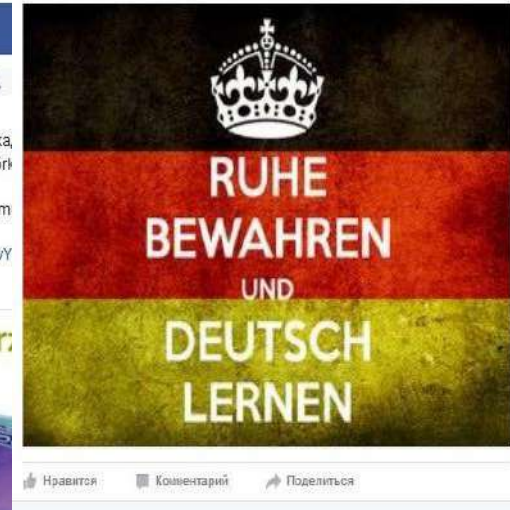 RUHE
BEWAHREN
UND
DEUTSCH
LERNEN
Нравится Комментарий Поделиться